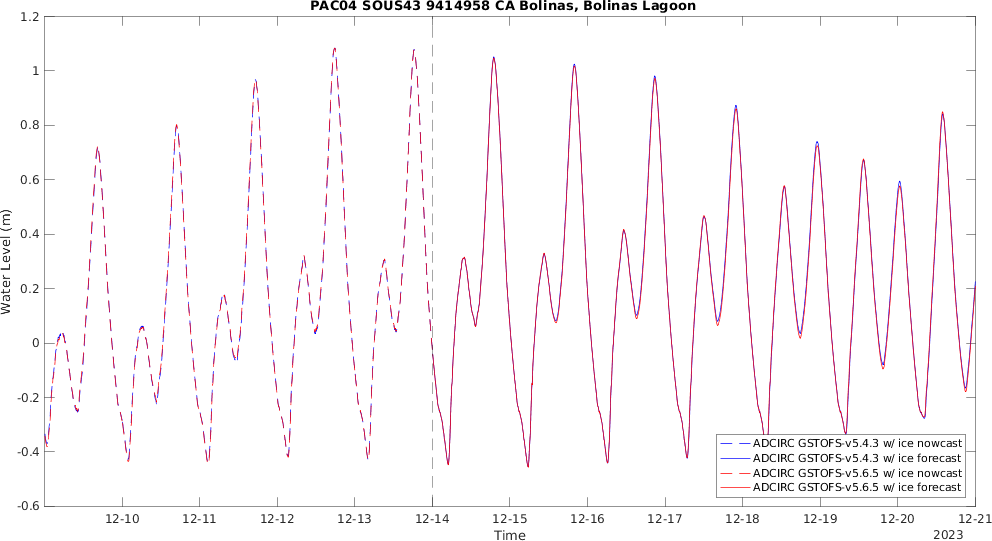 PAC04 SOUS43 9414958 CA Bolinas, Bolinas Lagoon
Water Level (m)
1.2
1
0.8
0.6
0.4
0.2
0
-0.2
-0.4
-0.6
ADCIRC GSTOFS-v5.4.3 w/ ice nowcast
ADCIRC GSTOFS-v5.4.3 w/ ice forecast
ADCIRC GSTOFS-v5.6.5 w/ ice nowcast
ADCIRC GSTOFS-v5.6.5 w/ ice forecast
12-10 12-11 12-12 12-13 12-14 12-15 12-16 12-17 12-18 12-19 12-20 12-21
Time
2023